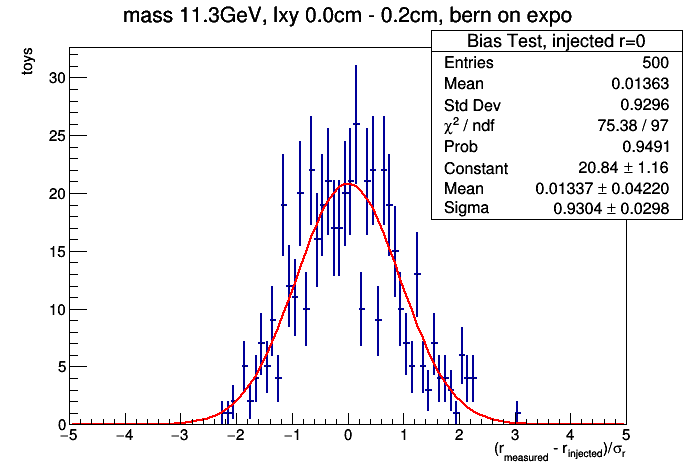 mass 11.3GeV, lxy 0.0cm - 0.2cm, bern on expo
Bias Test, injected r=0
Entries 500
Mean 0.01363
Std Dev 0.9296
χ² / ndf 75.38 / 97
Prob 0.9491
Constant 20.84 ± 1.16
Mean 0.01337 ± 0.04220
Sigma 0.9304 ± 0.0298
toys
30
25
20
15
10
5
0
−5 −4 −3 −2 −1 0 1 2 3 4 5
(r_measured - r_injected)/σ_r